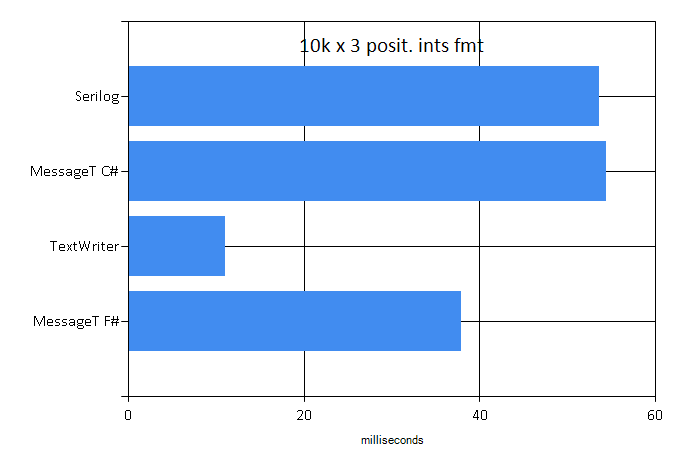 10k x 3 posit. ints fmt
Serilog
MessageT C#
TextWriter
MessageT F#
0 20 40 60
milliseconds